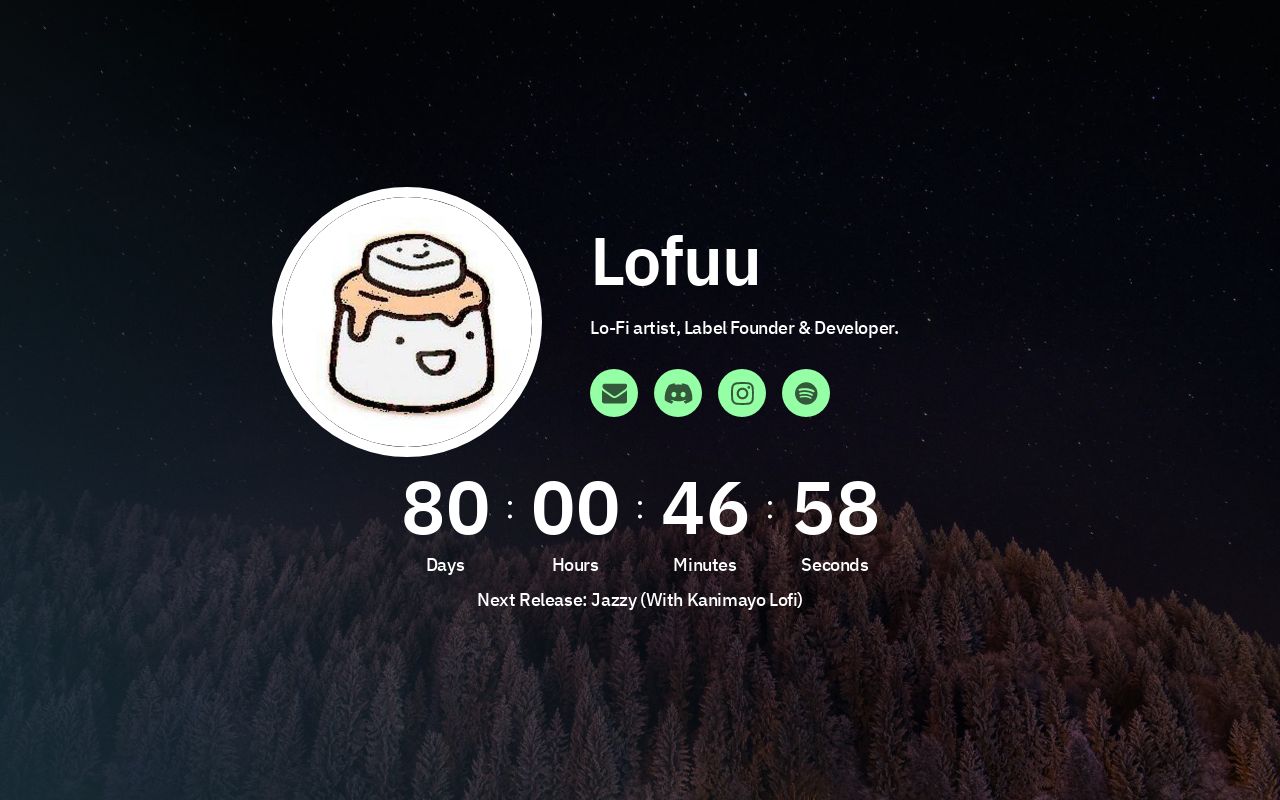 Lofuu
Lo-Fi artist, Label Founder & Developer.
80 : 00 : 46 : 58
Days Hours Minutes Seconds
Next Release: Jazzy (With Kanimayo Lofi)